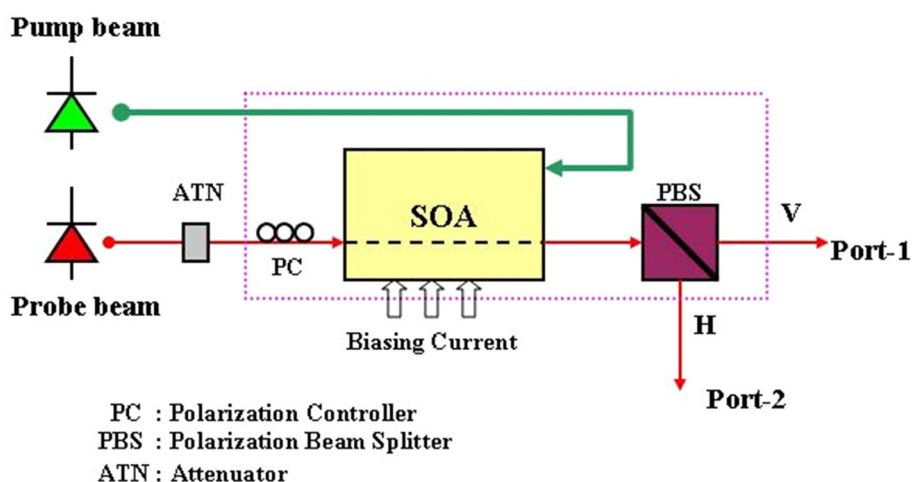 Pump beam
ATN
PBS
SOA
V
PC
Port-1
Probe beam
Biasing Current
H
Port-2
PC : Polarization Controller
PBS : Polarization Beam Splitter
ATN : Attenuator